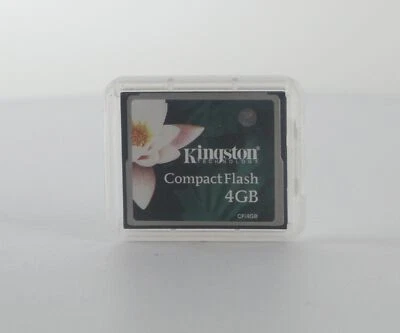 Kingston
TECHNOLOGY
CompactFlash
4GB
CF/4GB